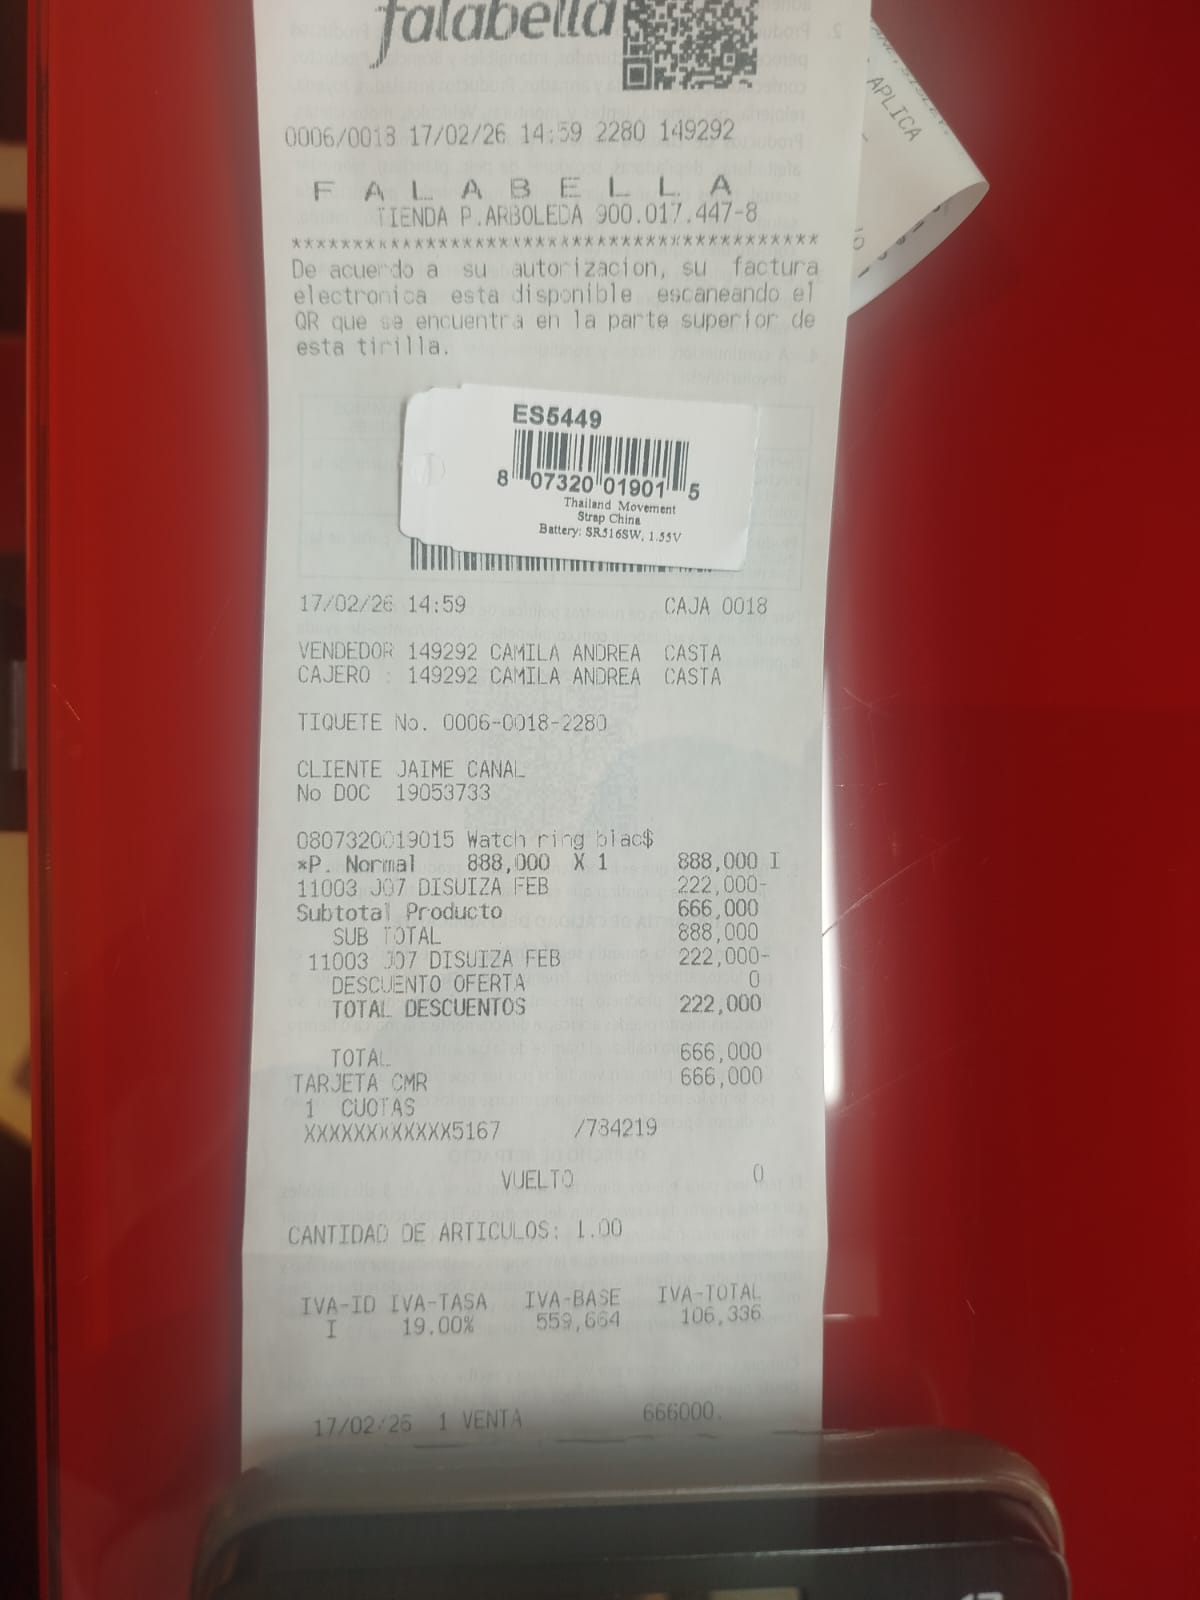 falabella
0006/0018 17/02/26 14:59 2280 149292
F A L A B E L L A
TIENDA P.ARBOLEDA 900.017.447-8
De acuerdo a su autorizacion, su factura
electronica esta disponible escaneando el
QR que se encuentra en la parte superior de
esta tirilla.
ES5449
8 07320 01901 5
Thailand Movement
Strap China
Battery: SR516SW, 1.55V
17/02/26 14:59 CAJA 0018
VENDEDOR 149292 CAMILA ANDREA CASTA
CAJERO : 149292 CAMILA ANDREA CASTA
TIQUETE No. 0006-0018-2280
CLIENTE JAIME CANAL
No DOC 19053733
0807320019015 Watch ring blac$
*P. Normal 888,000 X 1 888,000 I
11003 J07 DISUIZA FEB 222,000-
Subtotal Producto 666,000
SUB TOTAL 888,000
11003 J07 DISUIZA FEB 222,000-
DESCUENTO OFERTA 0
TOTAL DESCUENTOS 222,000
TOTAL 666,000
TARJETA CMR 666,000
1 CUOTAS
XXXXXXXXXXXX5167 /784219
VUELTO 0
CANTIDAD DE ARTICULOS: 1.00
IVA-ID IVA-TASA IVA-BASE IVA-TOTAL
I 19.00% 559,664 106,336
17/02/26 1 VENTA 666000.
APLICA